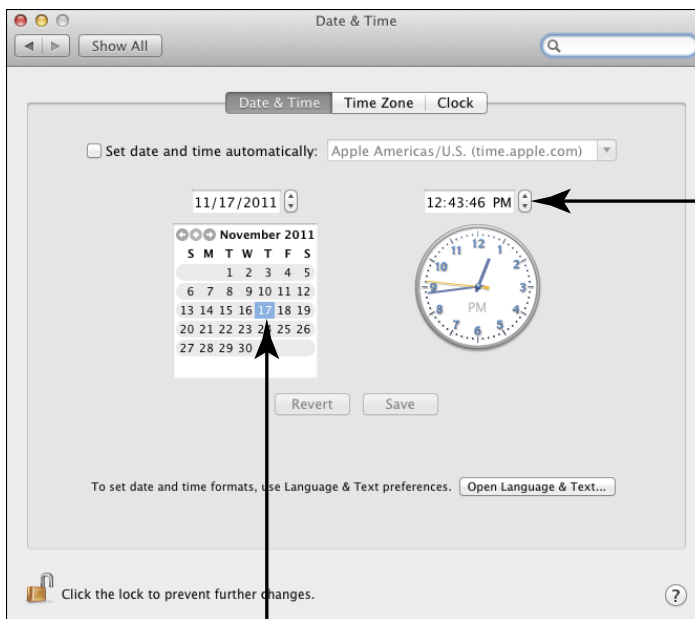 Date & Time
Show All
Date & Time Time Zone Clock
Set date and time automatically: Apple Americas/U.S. (time.apple.com)
11/17/2011 12:43:46 PM
November 2011
S M T W T F S
1 2 3 4 5
6 7 8 9 10 11 12
13 14 15 16 17 18 19
20 21 22 23 24 25 26
27 28 29 30
12 1 2 3 4 5 6 7 8 9 10 11
PM
Revert Save
To set date and time formats, use Language & Text preferences. Open Language & Text...
Click the lock to prevent further changes. ?